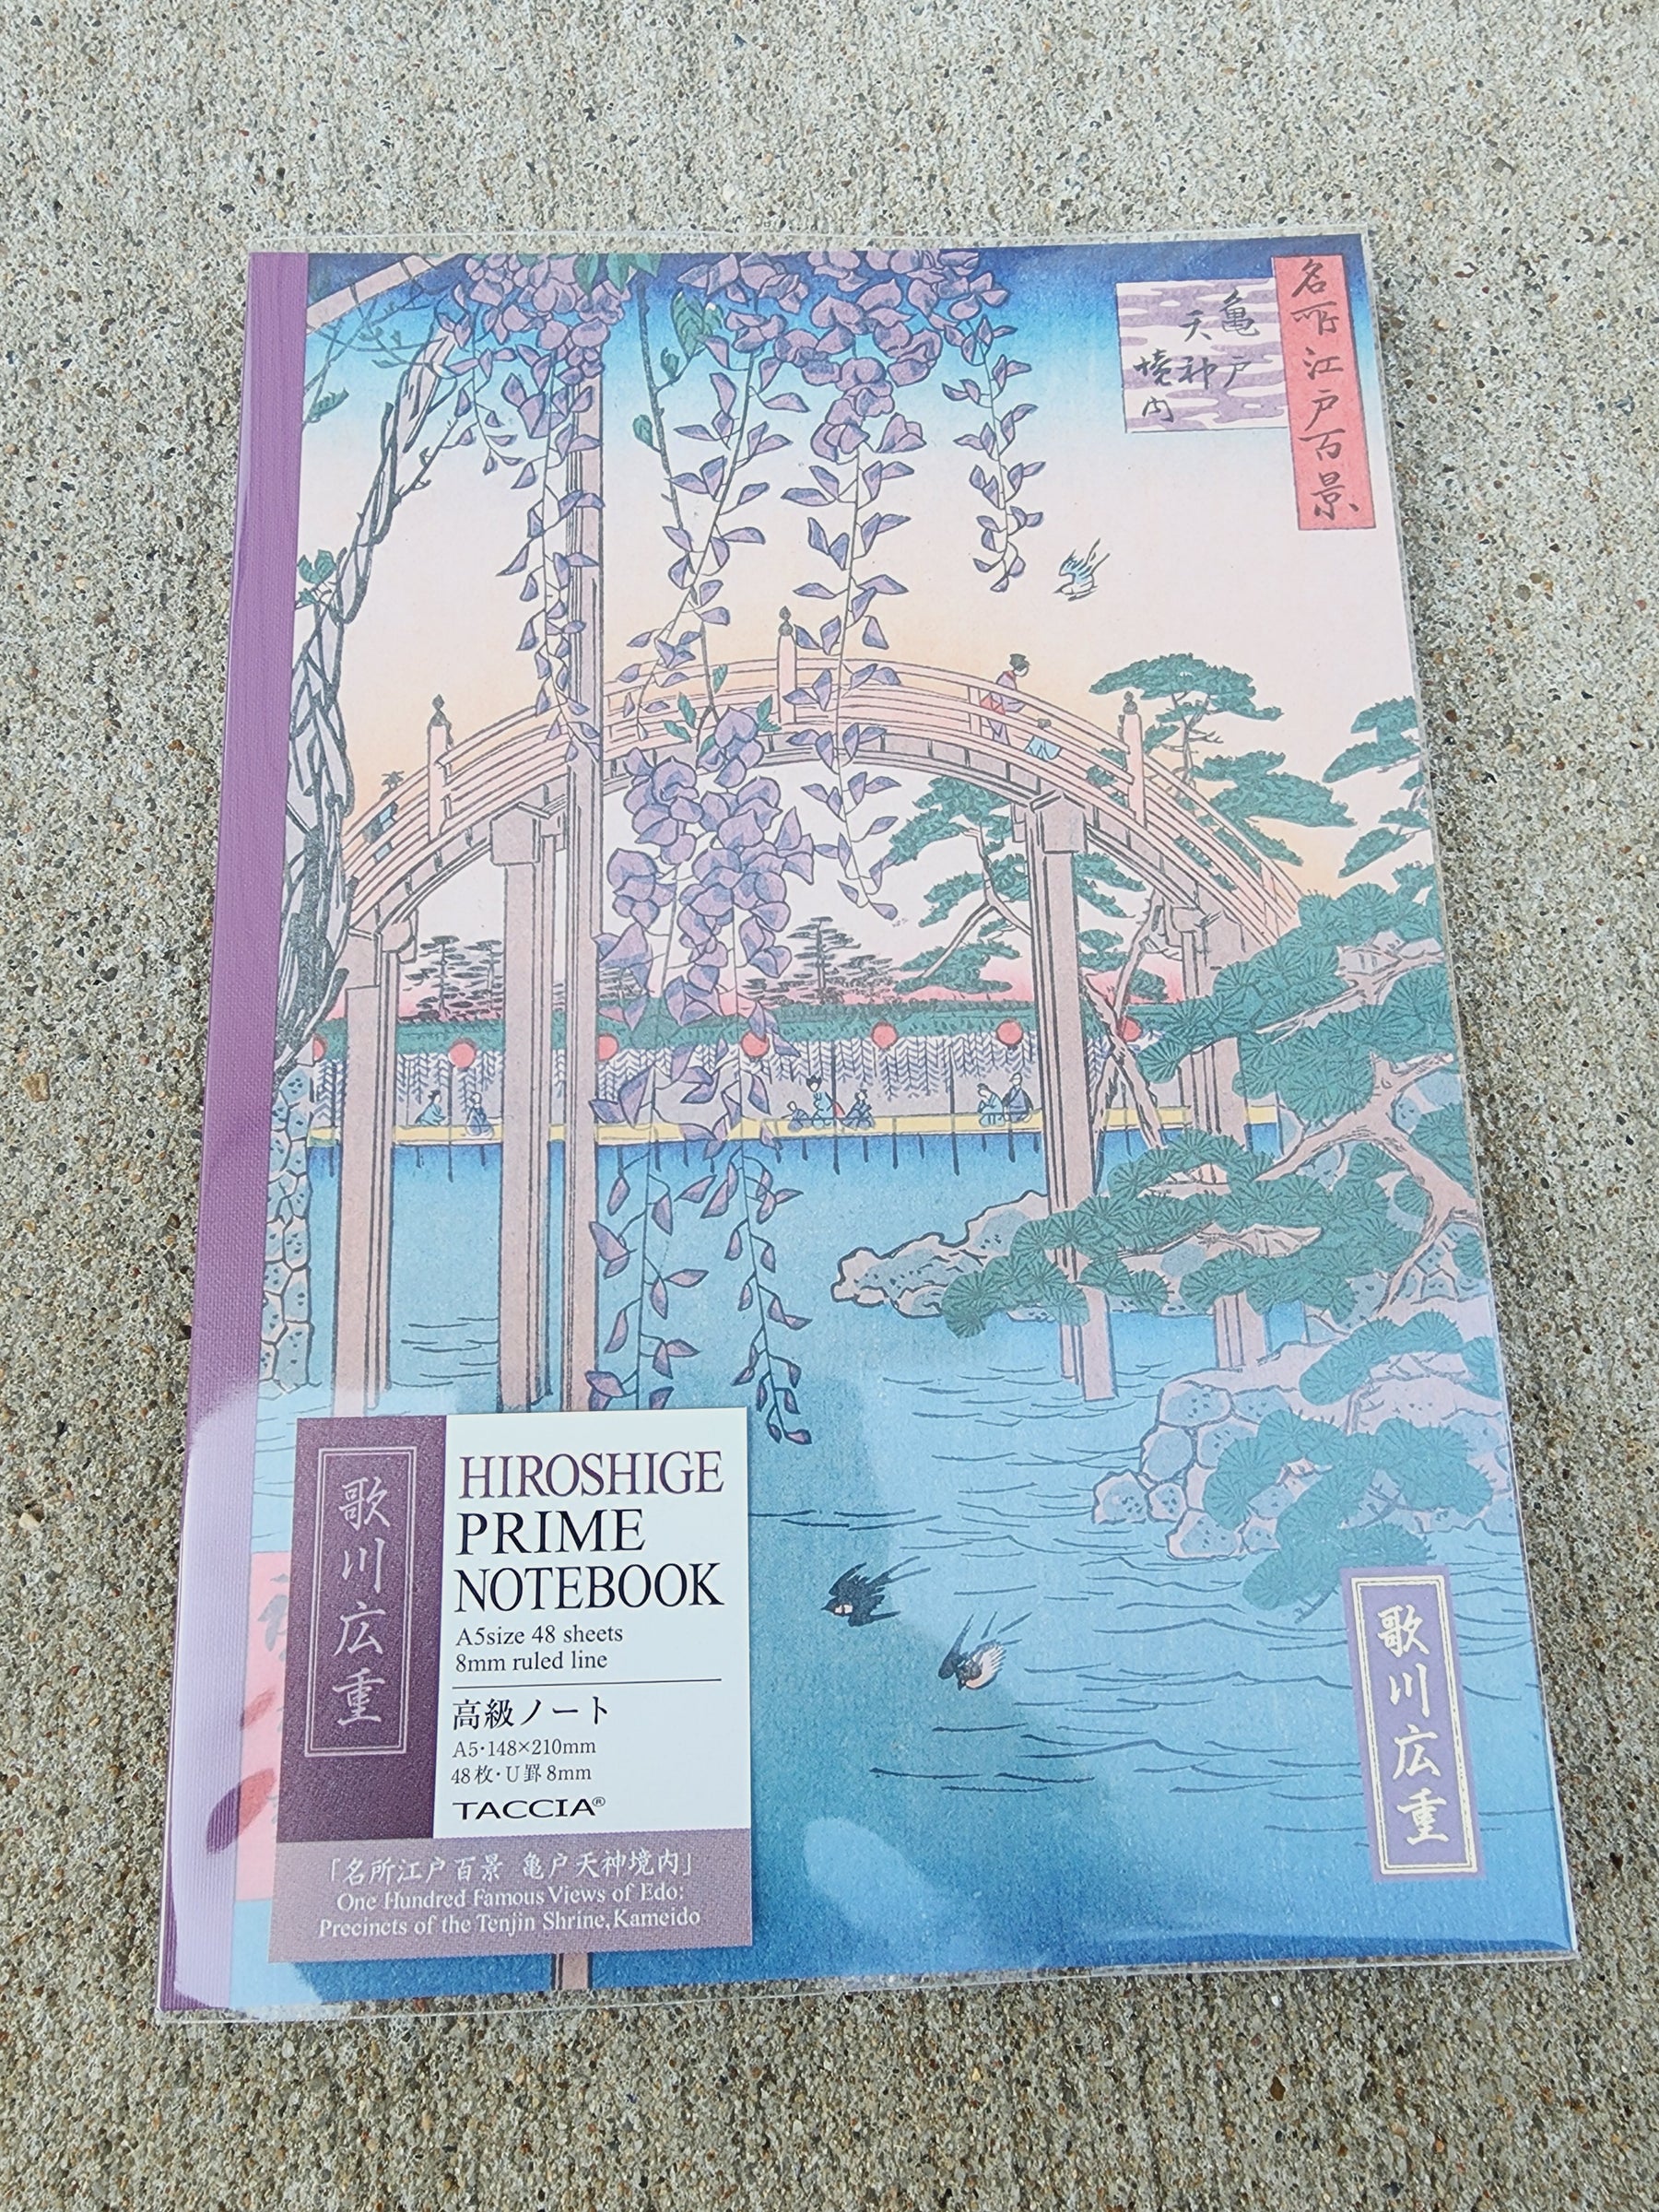 名所江戸百景
亀戸
天神
境内
歌川広重
HIROSHIGE
PRIME
NOTEBOOK
A5size 48 sheets
8mm ruled line
高級ノート
A5・148×210mm
48枚・U罫8mm
TACCIA®
「名所江戸百景 亀戸天神境内」
One Hundred Famous Views of Edo:
Precincts of the Tenjin Shrine,Kameido
歌川広重